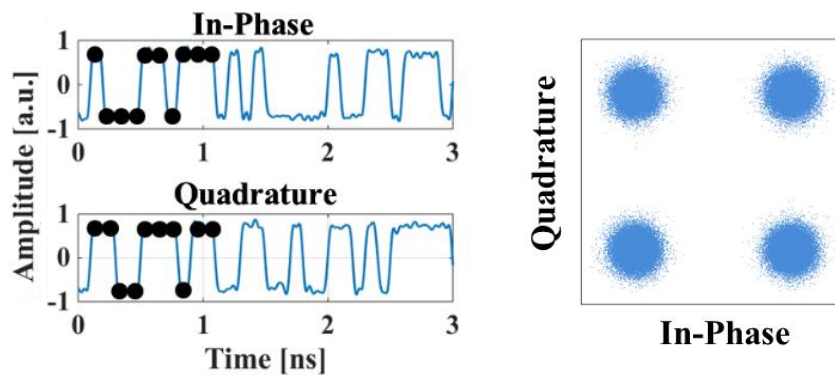 In-Phase
1
0
-1
0
1
2
3
Quadrature
1
0
-1
0
1
2
3
Time [ns]
Amplitude [a.u.]
Quadrature
In-Phase